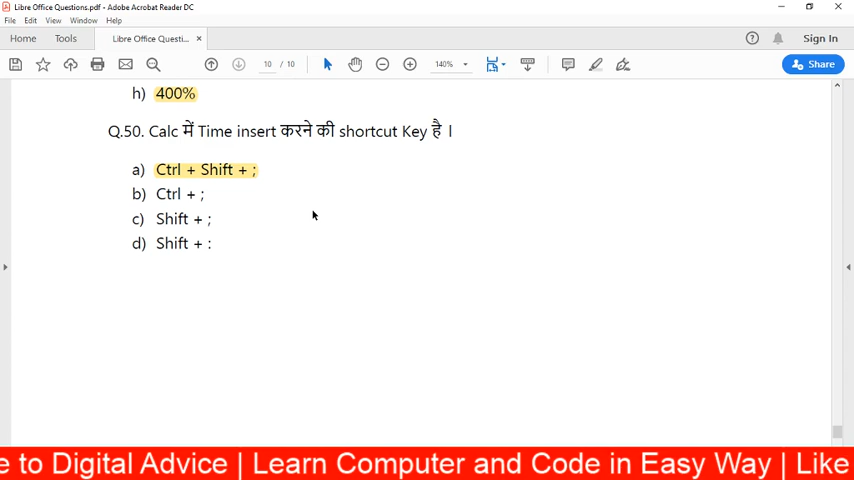 Libre Office Questions.pdf - Adobe Acrobat Reader DC
File Edit View Window Help
Home Tools Libre Office Questi... × Sign In
10 / 10 140% Share
h) 400%
Q.50. Calc में Time insert करने की shortcut Key है ।
a) Ctrl + Shift + ;
b) Ctrl + ;
c) Shift + ;
d) Shift + :
e to Digital Advice | Learn Computer and Code in Easy Way | Like